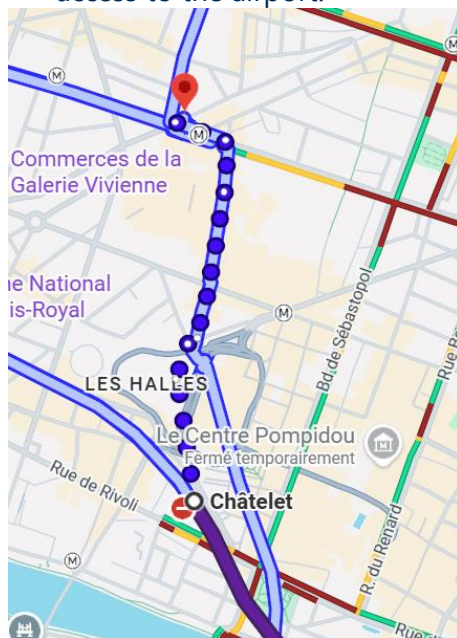 access to the airport.
M
M
M
Commerces de la
Galerie Vivienne
ne National
is-Royal
M
Bd. de Sébastopol
LES HALLES
Le Centre Pompidou
Fermé temporairement
Rue de Rivoli
Châtelet
R. du Renard
M